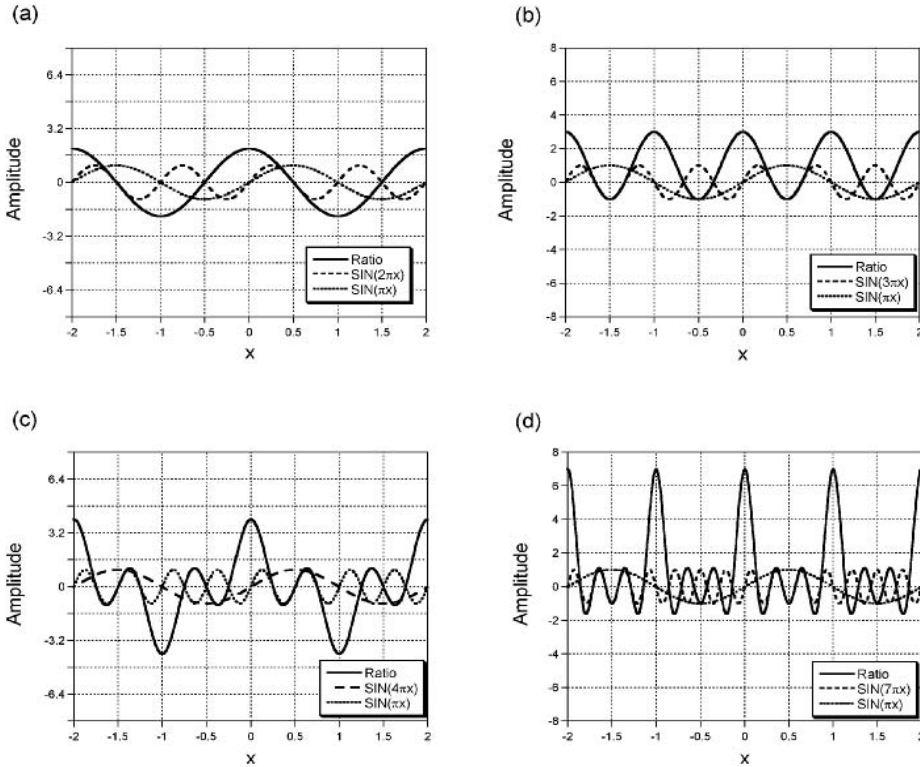 (a)
6.4
3.2
0
-3.2
-6.4
Amplitude
-2 -1.5 -1 -0.5 0 0.5 1 1.5 2
x
Ratio
SIN(2πx)
SIN(πx)
(b)
8
6
4
2
0
-2
-4
-6
-8
Amplitude
-2 -1.5 -1 -0.5 0 0.5 1 1.5 2
x
Ratio
SIN(3πx)
SIN(πx)
(c)
6.4
3.2
0
-3.2
-6.4
Amplitude
-2 -1.5 -1 -0.5 0 0.5 1 1.5 2
x
Ratio
SIN(4πx)
SIN(πx)
(d)
8
6
4
2
0
-2
-4
-6
-8
Amplitude
-2 -1.5 -1 -0.5 0 0.5 1 1.5 2
x
Ratio
SIN(7πx)
SIN(πx)